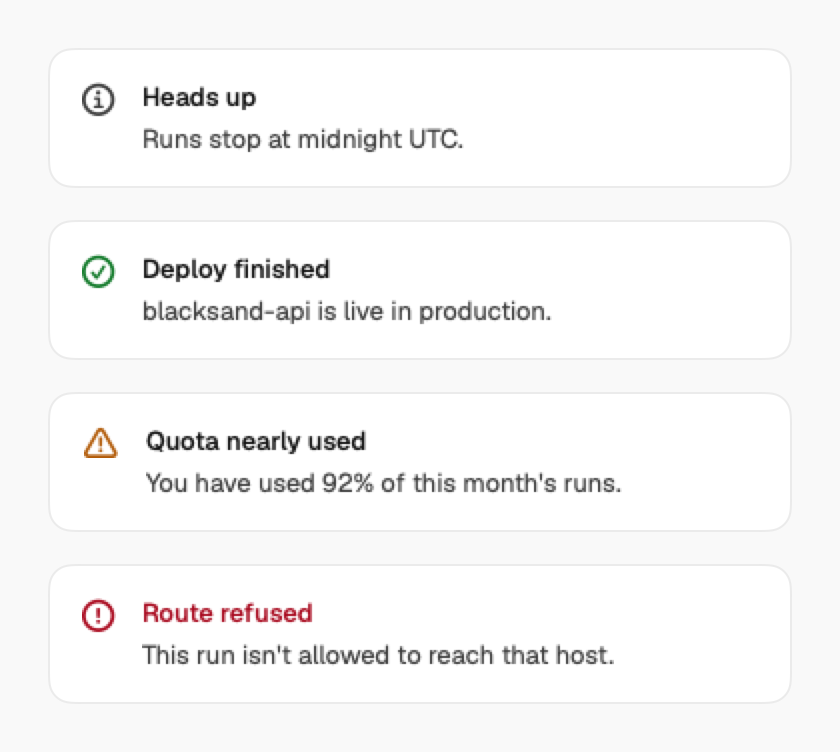 Heads up
Runs stop at midnight UTC.
Deploy finished
blacksand-api is live in production.
Quota nearly used
You have used 92% of this month's runs.
Route refused
This run isn't allowed to reach that host.